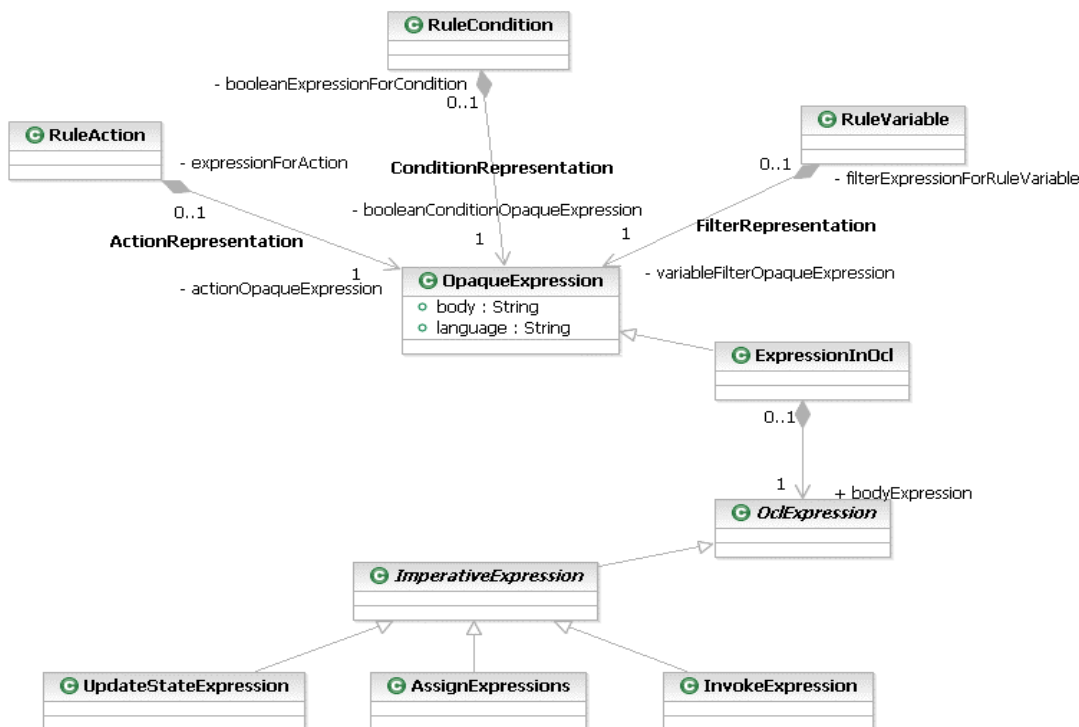 RuleCondition
- booleanExpressionForCondition
0..1
RuleAction
- expressionForAction
0..1
RuleVariable
0..1
- filterExpressionForRuleVariable
ConditionRepresentation
- booleanConditionOpaqueExpression
1
ActionRepresentation
1
FilterRepresentation
1
- actionOpaqueExpression
- variableFilterOpaqueExpression
OpaqueExpression
body : String
language : String
ExpressionInOcl
0..1
1
+ bodyExpression
OclExpression
ImperativeExpression
UpdateStateExpression
AssignExpressions
InvokeExpression